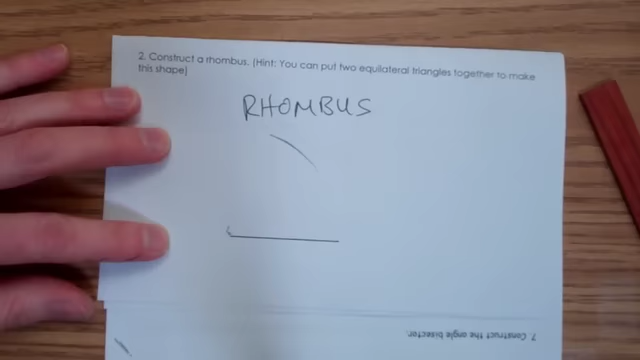 2. Construct a rhombus. (Hint: You can put two equilateral triangles together to make
this shape)
RHOMBUS
7. Construct the angle bisector.